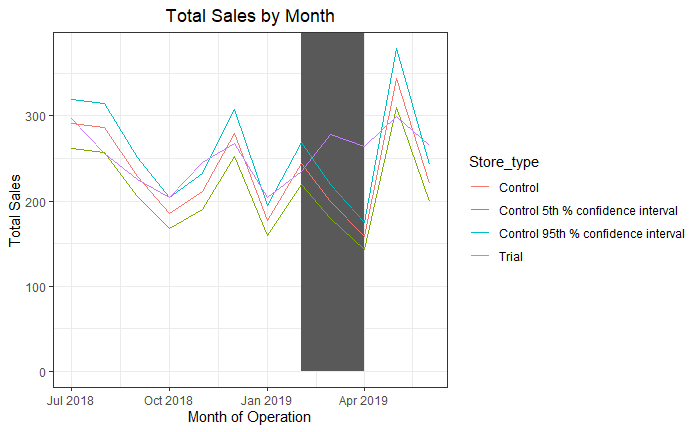 Total Sales by Month
Total Sales
300
200
100
0
Jul 2018
Oct 2018
Jan 2019
Apr 2019
Month of Operation
Store_type
Control
Control 5th % confidence interval
Control 95th % confidence interval
Trial